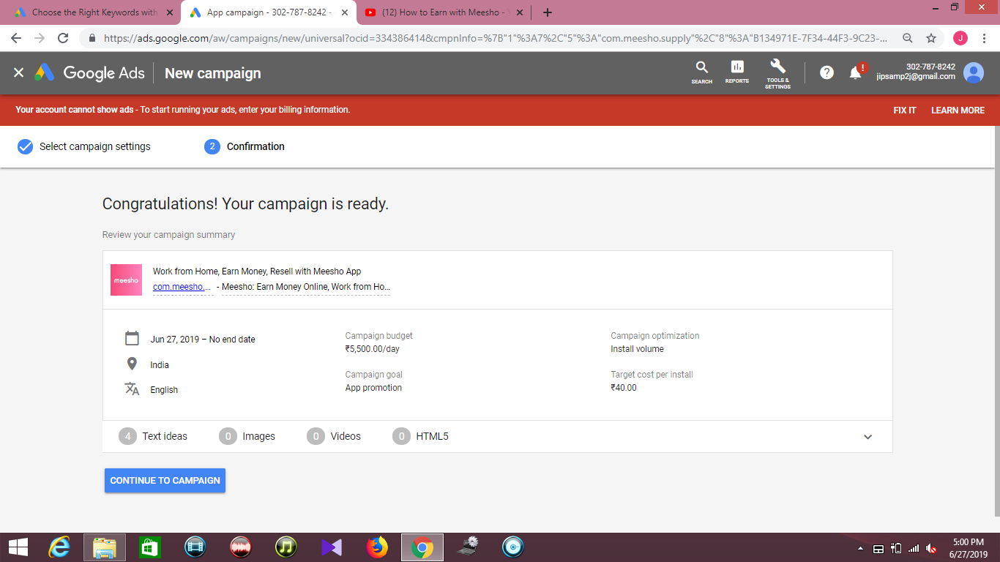 Choose the Right Keywords with
App campaign - 302-787-8242 -
(12) How to Earn with Meesho -
https://ads.google.com/aw/campaigns/new/universal?ocid=334386414&cmpnInfo=%7B"1"%3A7%2C"5"%3A"com.meesho.supply"%2C"8"%3A"B134971E-7F34-44F3-9C23-...
J
Google Ads
New campaign
SEARCH
REPORTS
TOOLS & SETTINGS
?
!
302-787-8242
jipsamp2j@gmail.com
Your account cannot show ads - To start running your ads, enter your billing information.
FIX IT
LEARN MORE
Select campaign settings
2 Confirmation
Congratulations! Your campaign is ready.
Review your campaign summary
meesho
Work from Home, Earn Money, Resell with Meesho App
com.meesho.... - Meesho: Earn Money Online, Work from Ho...
Jun 27, 2019 – No end date
India
English
Campaign budget
₹5,500.00/day
Campaign goal
App promotion
Campaign optimization
Install volume
Target cost per install
₹40.00
4 Text ideas
0 Images
0 Videos
0 HTML5
CONTINUE TO CAMPAIGN
5:00 PM
6/27/2019